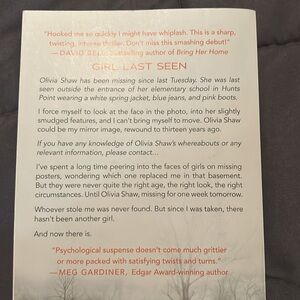 "Hooked me so quickly I might have whiplash. This is a sharp,
twisting, intense thriller. Don't miss this smashing debut!"
—DAVID BELL, bestselling author of Bring Her Home
GIRL LAST SEEN
Olivia Shaw has been missing since last Tuesday. She was last
seen outside the entrance of her elementary school in Hunts
Point wearing a white spring jacket, blue jeans, and pink boots.
I force myself to look at the face in the photo, into her slightly
smudged features, and I can't bring myself to move. Olivia Shaw
could be my mirror image, rewound to thirteen years ago.
If you have any knowledge of Olivia Shaw's whereabouts or any
relevant information, please contact...
I've spent a long time peering into the faces of girls on missing
posters, wondering which one replaced me in that basement.
But they were never quite the right age, the right look, the right
circumstances. Until Olivia Shaw, missing for one week tomorrow.
Whoever stole me was never found. But since I was taken, there
hasn't been another girl.
And now there is.
"Psychological suspense doesn't come much grittier
or more packed with satisfying twists and turns."
—MEG GARDINER, Edgar Award-winning author